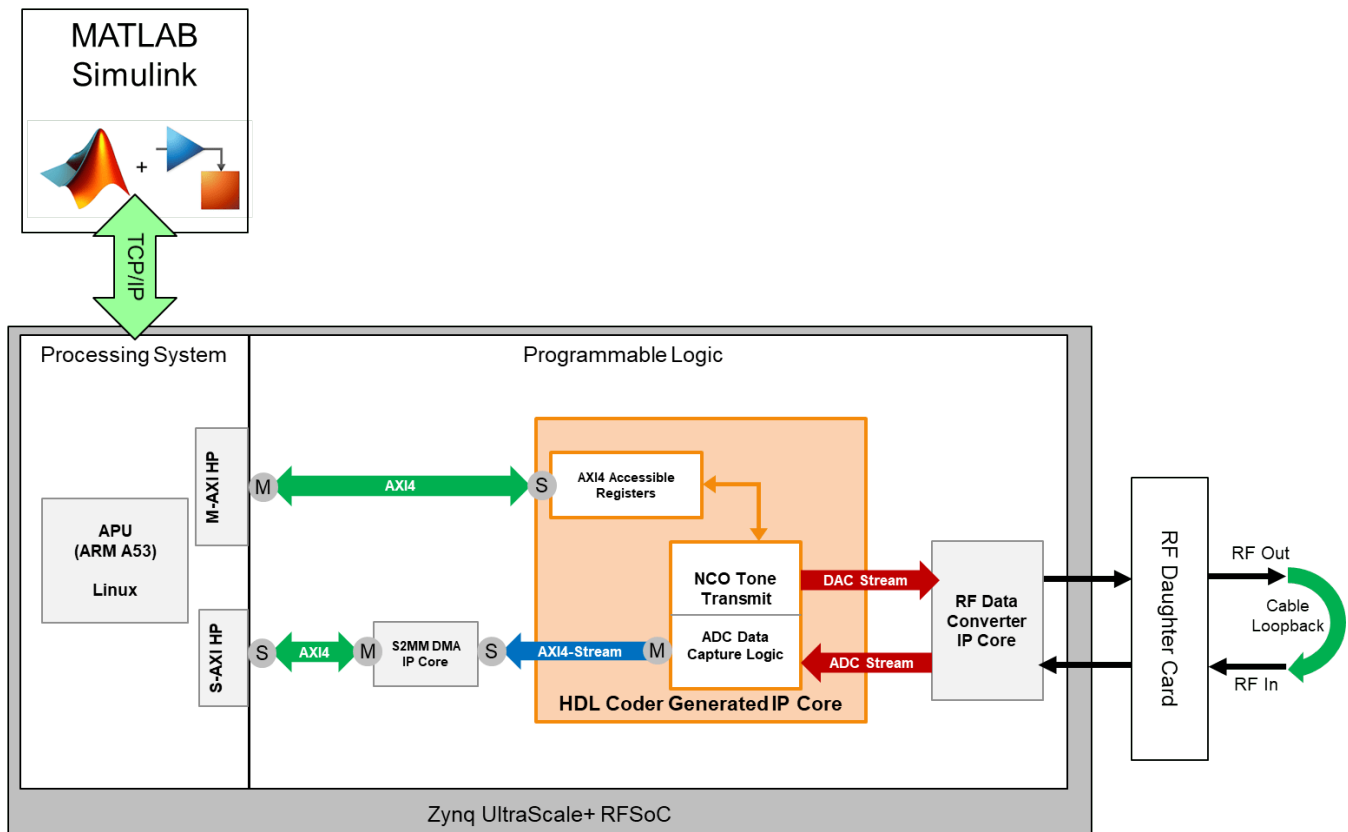 MATLAB
Simulink
+
TCP/IP
Processing System
Programmable Logic
M-AXI HP
M
AXI4
S
AXI4 Accessible
Registers
APU
(ARM A53)
Linux
NCO Tone
Transmit
DAC Stream
RF Data
Converter
IP Core
ADC Data
Capture Logic
ADC Stream
S-AXI HP
S
AXI4
M
S2MM DMA
IP Core
S
AXI4-Stream
M
HDL Coder Generated IP Core
RF Daughter Card
RF Out
Cable
Loopback
RF In
Zynq UltraScale+ RFSoC